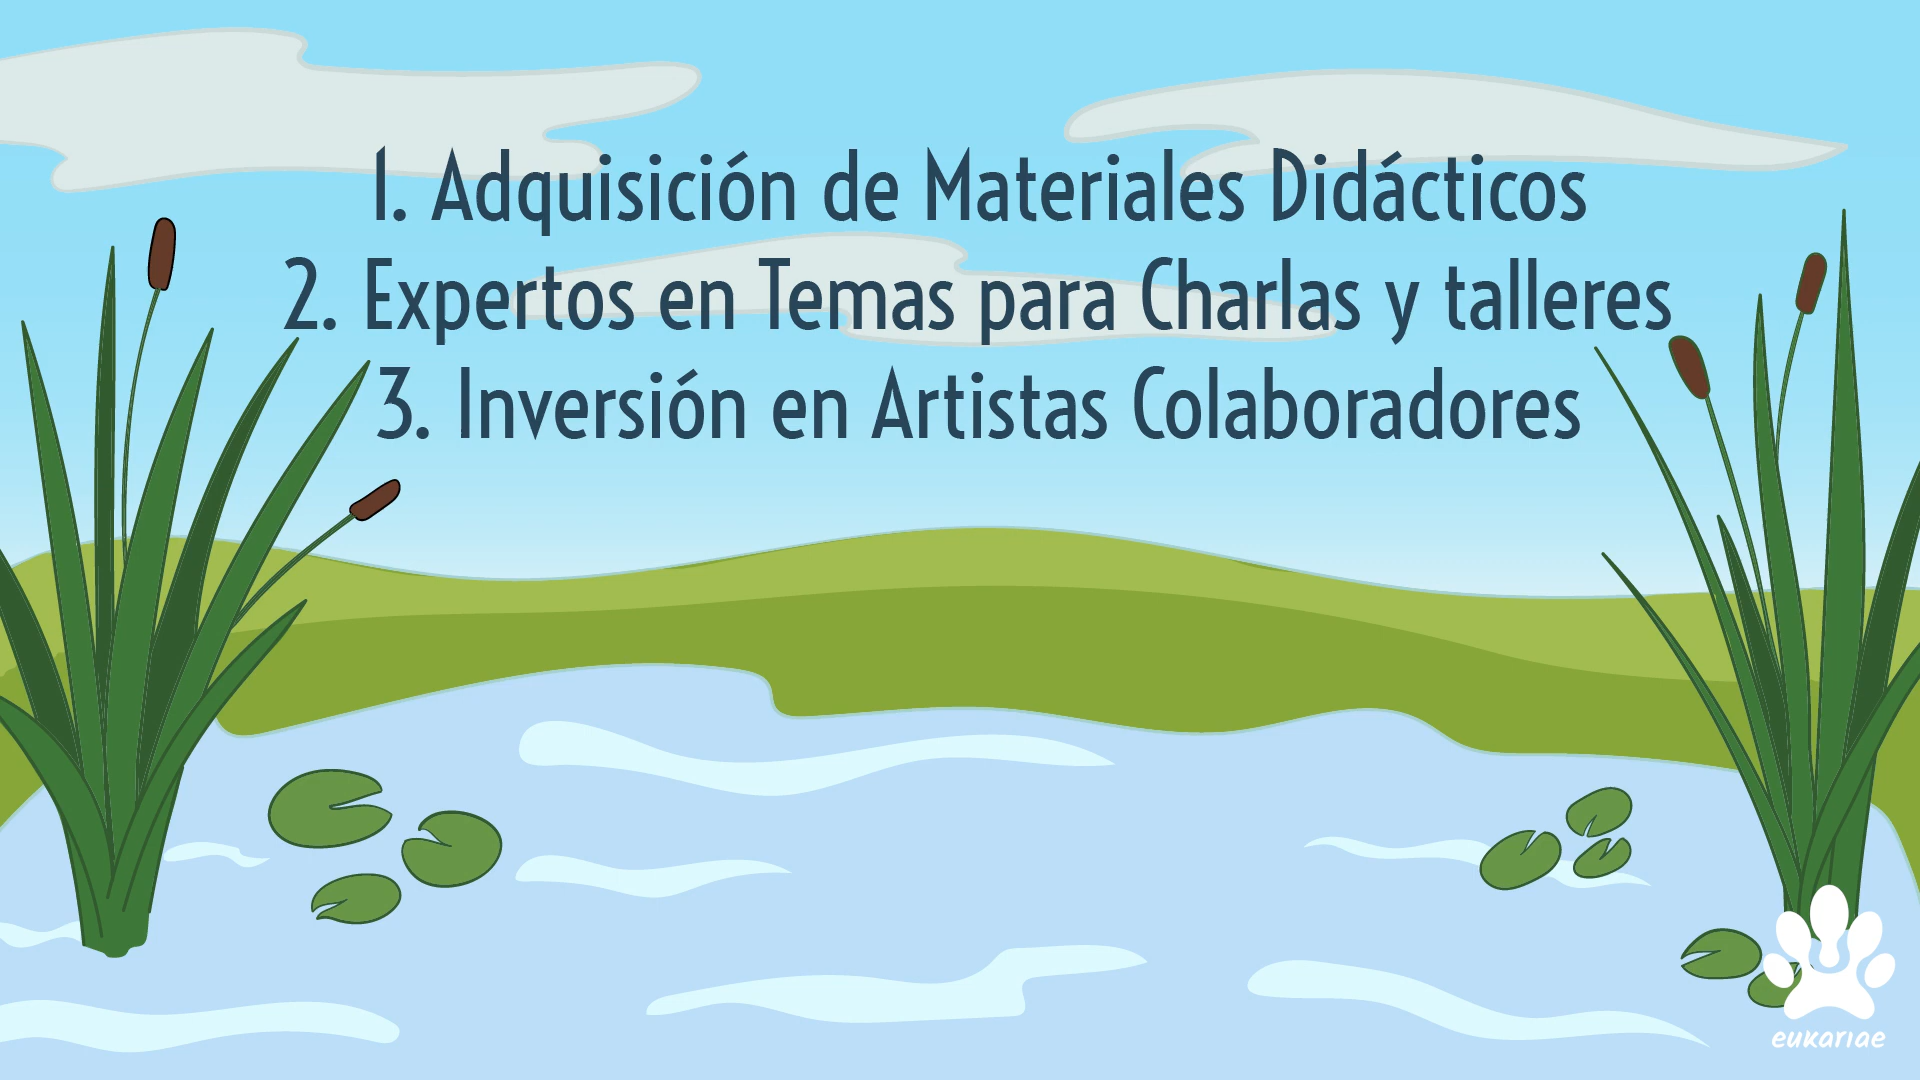 1. Adquisición de Materiales Didácticos
2. Expertos en Temas para Charlas y talleres
3. Inversión en Artistas Colaboradores
eukariae